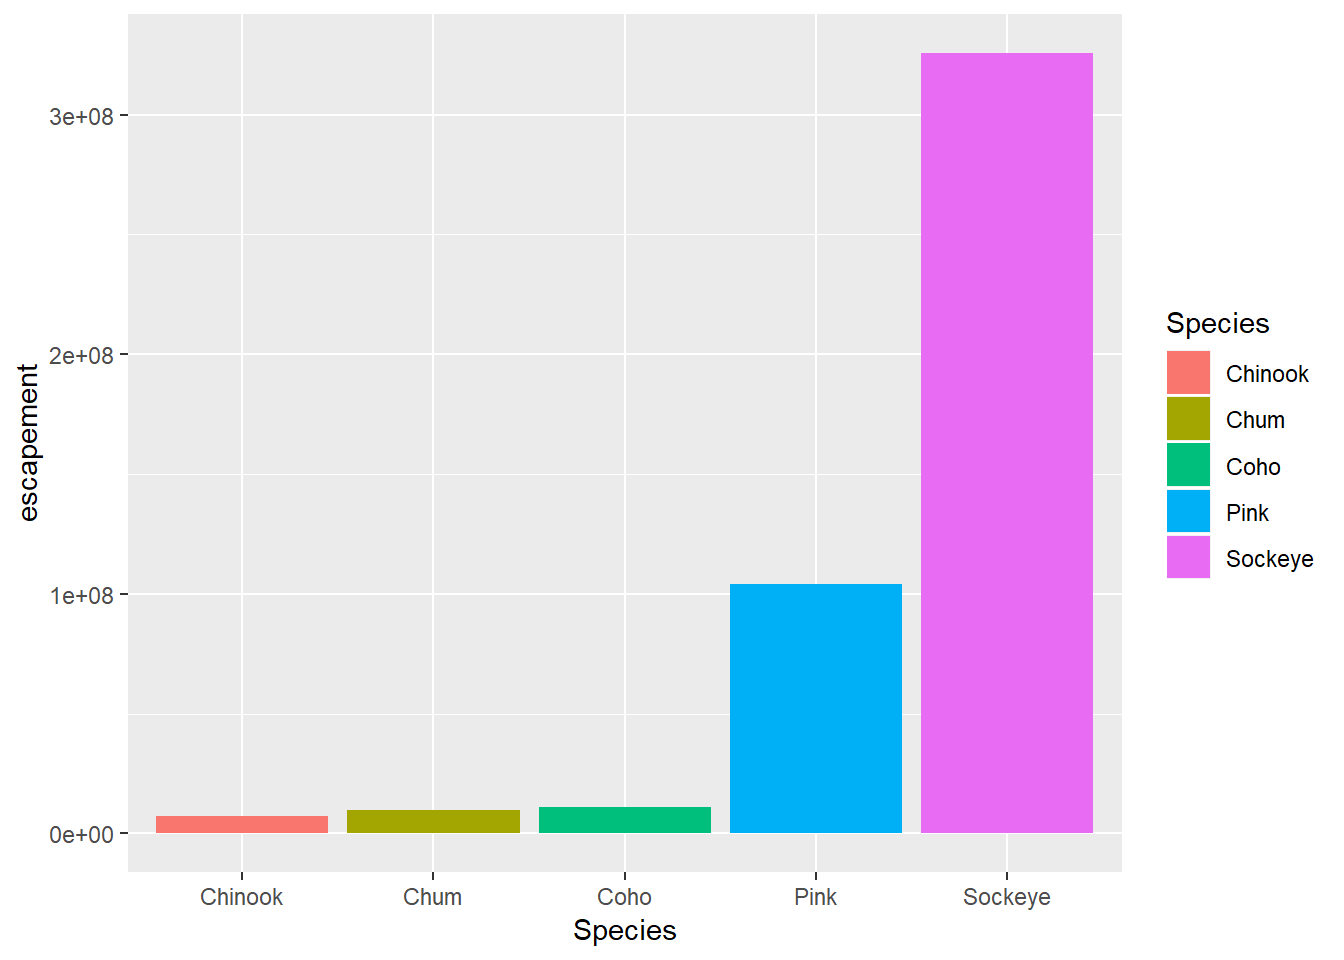 3e+08
2e+08
1e+08
0e+00
escapement
Chinook
Chum
Coho
Pink
Sockeye
Species
Species
Chinook
Chum
Coho
Pink
Sockeye